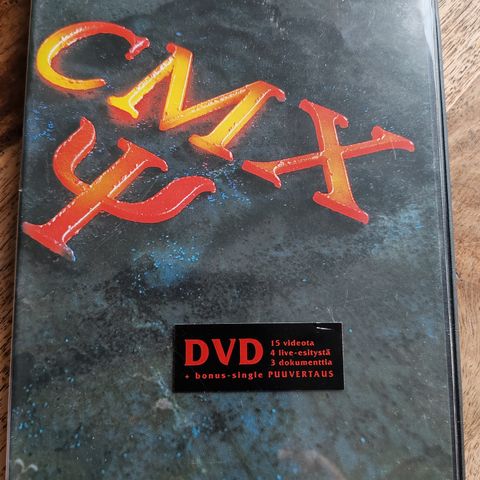 CMX
Ψ
DVD
15 videota
4 live-esitystä
3 dokumenttia
+ bonus-single PUUVERTAUS